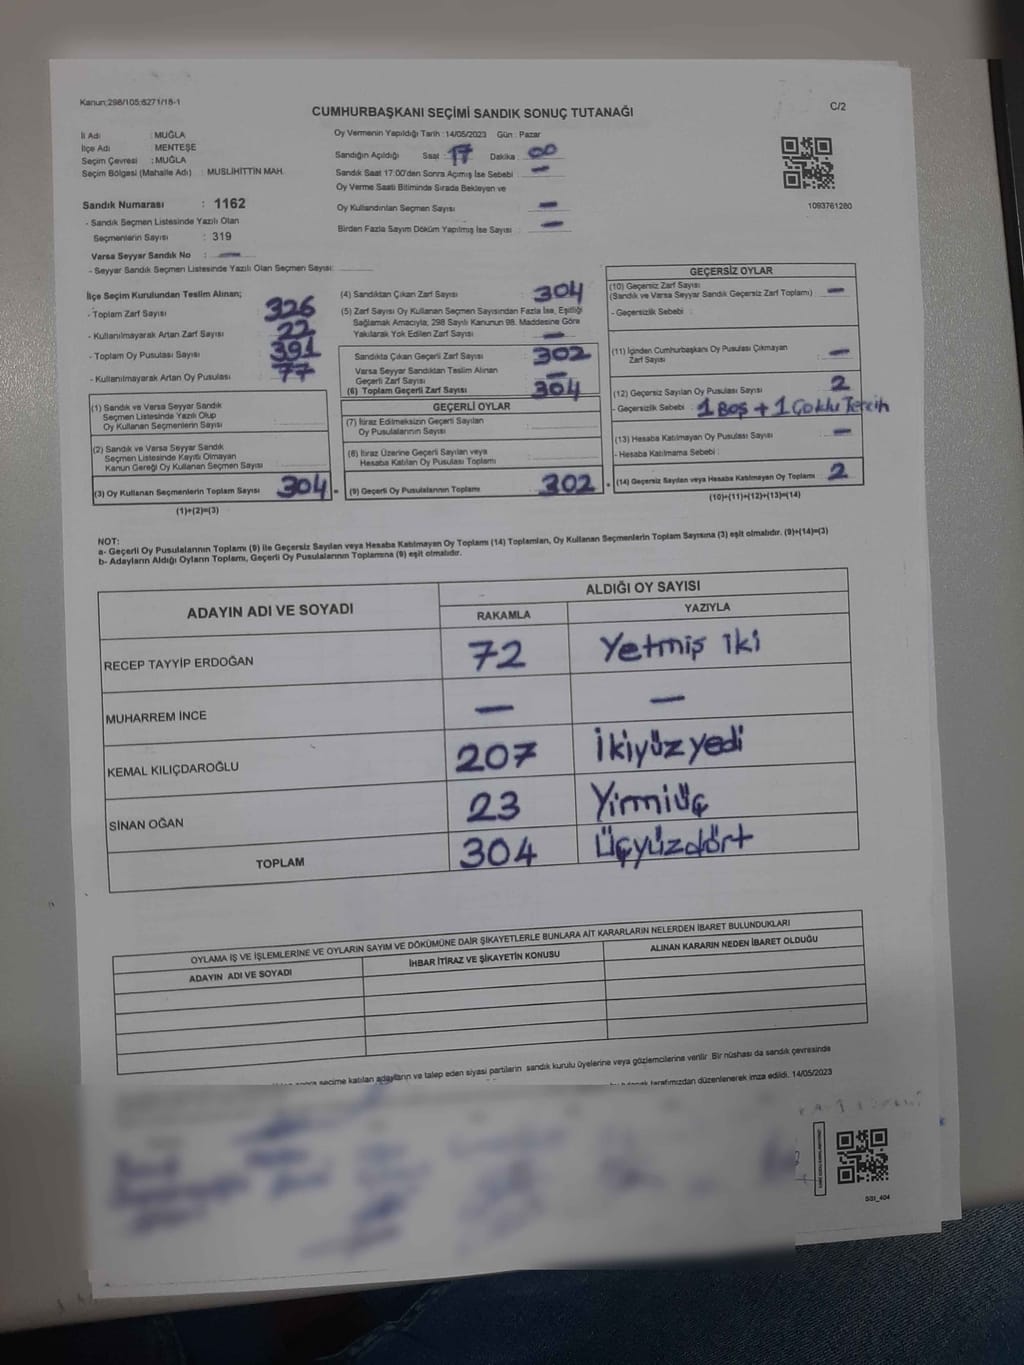 Kanun:298/105;6271/18-1
C/2
CUMHURBAŞKANI SEÇİMİ SANDIK SONUÇ TUTANAĞI
İl Adı : MUĞLA
İlçe Adı : MENTEŞE
Seçim Çevresi : MUĞLA
Seçim Bölgesi (Mahalle Adı) : MUSLİHİTTİN MAH.
Sandık Numarası : 1162
- Sandık Seçmen Listesinde Yazılı Olan
Seçmenlerin Sayısı : 319
Varsa Seyyar Sandık No : —
- Seyyar Sandık Seçmen Listesinde Yazılı Olan Seçmen Sayısı:
Oy Vermenin Yapıldığı Tarih : 14/05/2023 Gün : Pazar
Sandığın Açıldığı Saat : 17 Dakika : 00
Sandık Saat 17.00'den Sonra Açımış İse Sebebi : —
Oy Verme Saati Bitiminde Sırada Bekleyen ve
Oy Kullandırılan Seçmen Sayısı : —
Birden Fazla Sayım Döküm Yapılmış İse Sayısı : —
1093761280
İlçe Seçim Kurulundan Teslim Alınan;
- Toplam Zarf Sayısı : 326
- Kullanılmayarak Artan Zarf Sayısı : 22
- Toplam Oy Pusulası Sayısı : 391
- Kullanılmayarak Artan Oy Pusulası : 77
(1) Sandık ve Varsa Seyyar Sandık
Seçmen Listesinde Yazılı Olup
Oy Kullanan Seçmenlerin Sayısı :
(2) Sandık ve Varsa Seyyar Sandık
Seçmen Listesinde Kayıtlı Olmayan
Kanun Gereği Oy Kullanan Seçmen Sayısı :
(3) Oy Kullanan Seçmenlerin Toplam Sayısı : 304 =
(1)+(2)=(3)
(4) Sandıktan Çıkan Zarf Sayısı : 304
(5) Zarf Sayısı Oy Kullanan Seçmen Sayısından Fazla İse, Eşitliği
Sağlamak Amacıyla; 298 Sayılı Kanunun 98. Maddesine Göre
Yakılarak Yok Edilen Zarf Sayısı : —
Sandıkta Çıkan Geçerli Zarf Sayısı : 302
Varsa Seyyar Sandıktan Teslim Alınan
Geçerli Zarf Sayısı : —
(6) Toplam Geçerli Zarf Sayısı : 304
GEÇERLİ OYLAR
(7) İtiraz Edilmeksizin Geçerli Sayılan
Oy Pusulalarının Sayısı :
(8) İtiraz Üzerine Geçerli Sayılan veya
Hesaba Katılan Oy Pusulası Toplamı :
(9) Geçerli Oy Pusulalarının Toplamı : 302 +
GEÇERSİZ OYLAR
(10) Geçersiz Zarf Sayısı
(Sandık ve Varsa Seyyar Sandık Geçersiz Zarf Toplamı) : —
- Geçersizlik Sebebi :
(11) İçinden Cumhurbaşkanı Oy Pusulası Çıkmayan
Zarf Sayısı : —
(12) Geçersiz Sayılan Oy Pusulası Sayısı : 2
- Geçersizlik Sebebi : 1 Boş + 1 Çoklu Tercih
(13) Hesaba Katılmayan Oy Pusulası Sayısı : —
- Hesaba Katılmama Sebebi :
(14) Geçersiz Sayılan veya Hesaba Katılmayan Oy Toplamı : 2
(10)+(11)+(12)+(13)=(14)
NOT:
a- Geçerli Oy Pusulalarının Toplamı (9) ile Geçersiz Sayılan veya Hesaba Katılmayan Oy Toplamı (14) Toplamları, Oy Kullanan Seçmenlerin Toplam Sayısına (3) eşit olmalıdır. (9)+(14)=(3)
b- Adayların Aldığı Oyların Toplamı, Geçerli Oy Pusulalarının Toplamına (9) eşit olmalıdır.
ADAYIN ADI VE SOYADI ALDIĞI OY SAYISI
RAKAMLA YAZIYLA
RECEP TAYYİP ERDOĞAN 72 Yetmiş iki
MUHARREM İNCE — —
KEMAL KILIÇDAROĞLU 207 İkiyüz yedi
SİNAN OĞAN 23 Yirmiüç
TOPLAM 304 Üçyüzdört
OYLAMA İŞ VE İŞLEMLERİNE VE OYLARIN SAYIM VE DÖKÜMÜNE DAİR ŞİKAYETLERLE BUNLARA AİT KARARLARIN NELERDEN İBARET BULUNDUKLARI
ADAYIN ADI VE SOYADI İHBAR İTİRAZ VE ŞİKAYETİN KONUSU ALINAN KARARIN NEDEN İBARET OLDUĞU
seçime katılan adayların ve talep eden siyasi partilerin sandık kurulu üyelerine veya gözlemcilerine verilir. Bir nüshası da sandık çevresinde
tarafımızdan düzenlenerek imza edildi. 14/05/2023